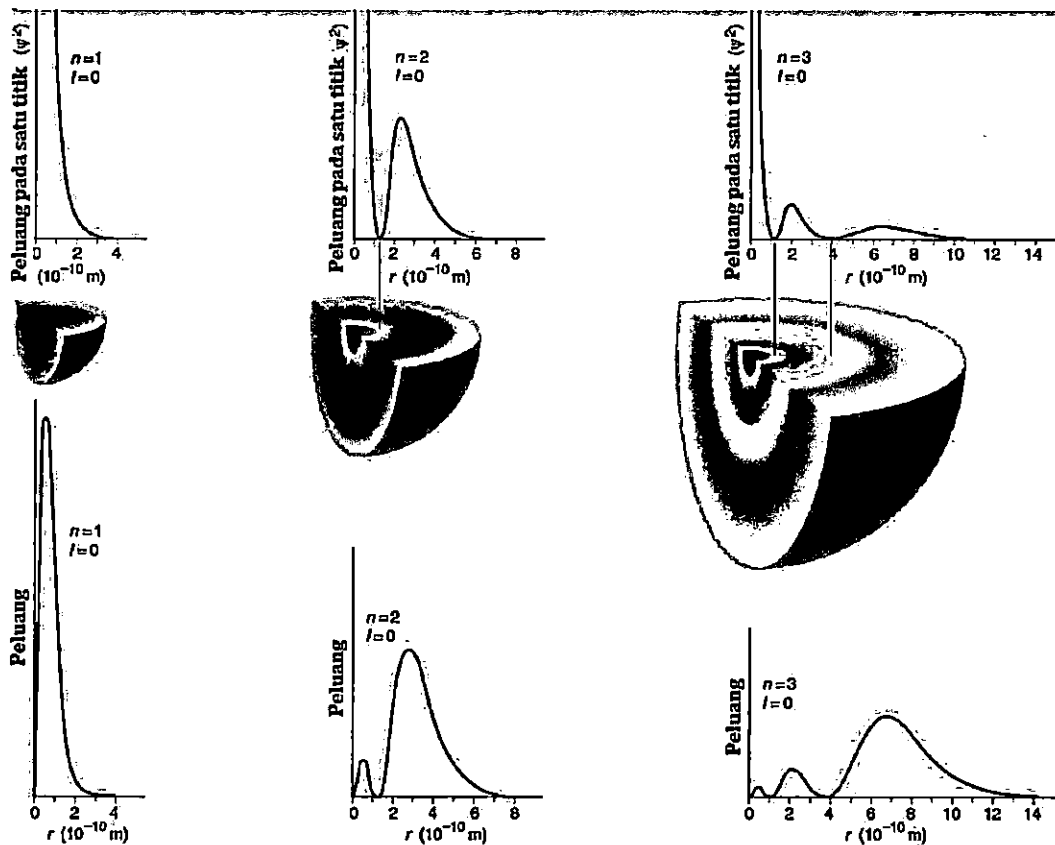 Peluang pada satu titik (ψ²)
n=1
l=0
0 2 4
(10⁻¹⁰ m)
Peluang pada satu titik (ψ²)
n=2
l=0
0 2 4 6 8
r (10⁻¹⁰ m)
Peluang pada satu titik (ψ²)
n=3
l=0
0 2 4 6 8 10 12 14
r (10⁻¹⁰ m)
Peluang
n=1
l=0
0 2 4
r (10⁻¹⁰ m)
Peluang
n=2
l=0
0 2 4 6 8
r (10⁻¹⁰ m)
Peluang
n=3
l=0
0 2 4 6 8 10 12 14
r (10⁻¹⁰ m)